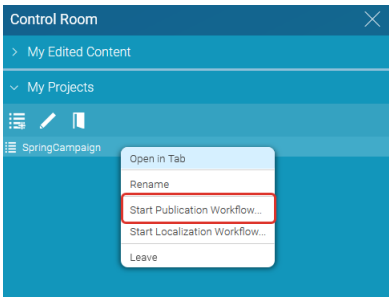 Control Room
My Edited Content
My Projects
SpringCampaign
Open in Tab
Rename
Start Publication Workflow...
Start Localization Workflow...
Leave